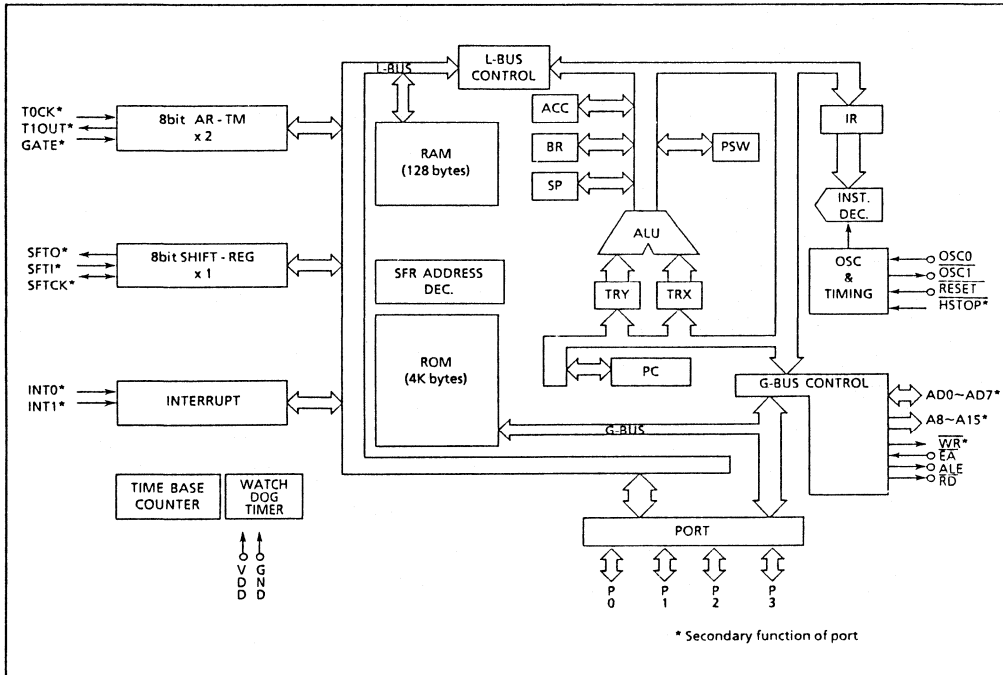 L-BUS
L-BUS
CONTROL
T0CK*
T1OUT*
GATE*
8bit AR - TM
x 2
RAM
(128 bytes)
ACC
BR
SP
PSW
IR
INST.
DEC.
ALU
SFTO*
SFTI*
SFTCK*
8bit SHIFT - REG
x 1
SFR ADDRESS
DEC.
TRY
TRX
OSC
&
TIMING
OSC0
OSC1
RESET
HSTOP*
ROM
(4K bytes)
PC
INT0*
INT1*
INTERRUPT
G-BUS CONTROL
AD0~AD7*
A8~A15*
WR*
EA
ALE
RD
G-BUS
TIME BASE
COUNTER
WATCH
DOG
TIMER
PORT
VDD
GND
P0
P1
P2
P3
* Secondary function of port